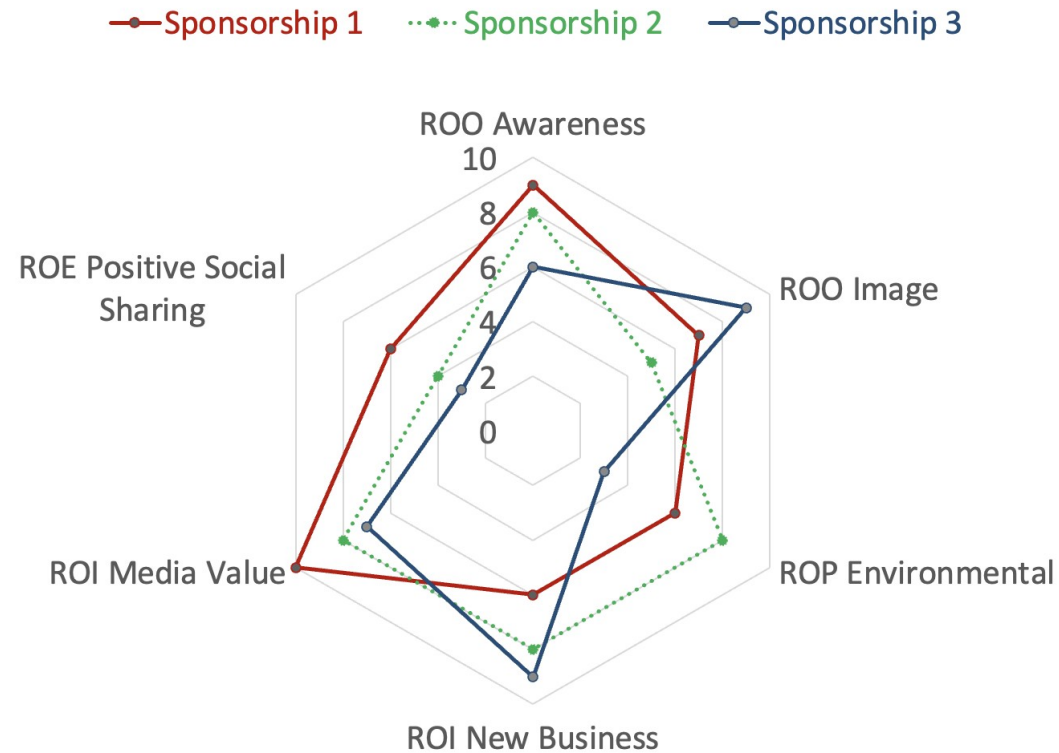 Sponsorship 1 Sponsorship 2 Sponsorship 3
ROO Awareness
10
8
6
4
2
0
ROE Positive Social
Sharing
ROO Image
ROI Media Value
ROP Environmental
ROI New Business